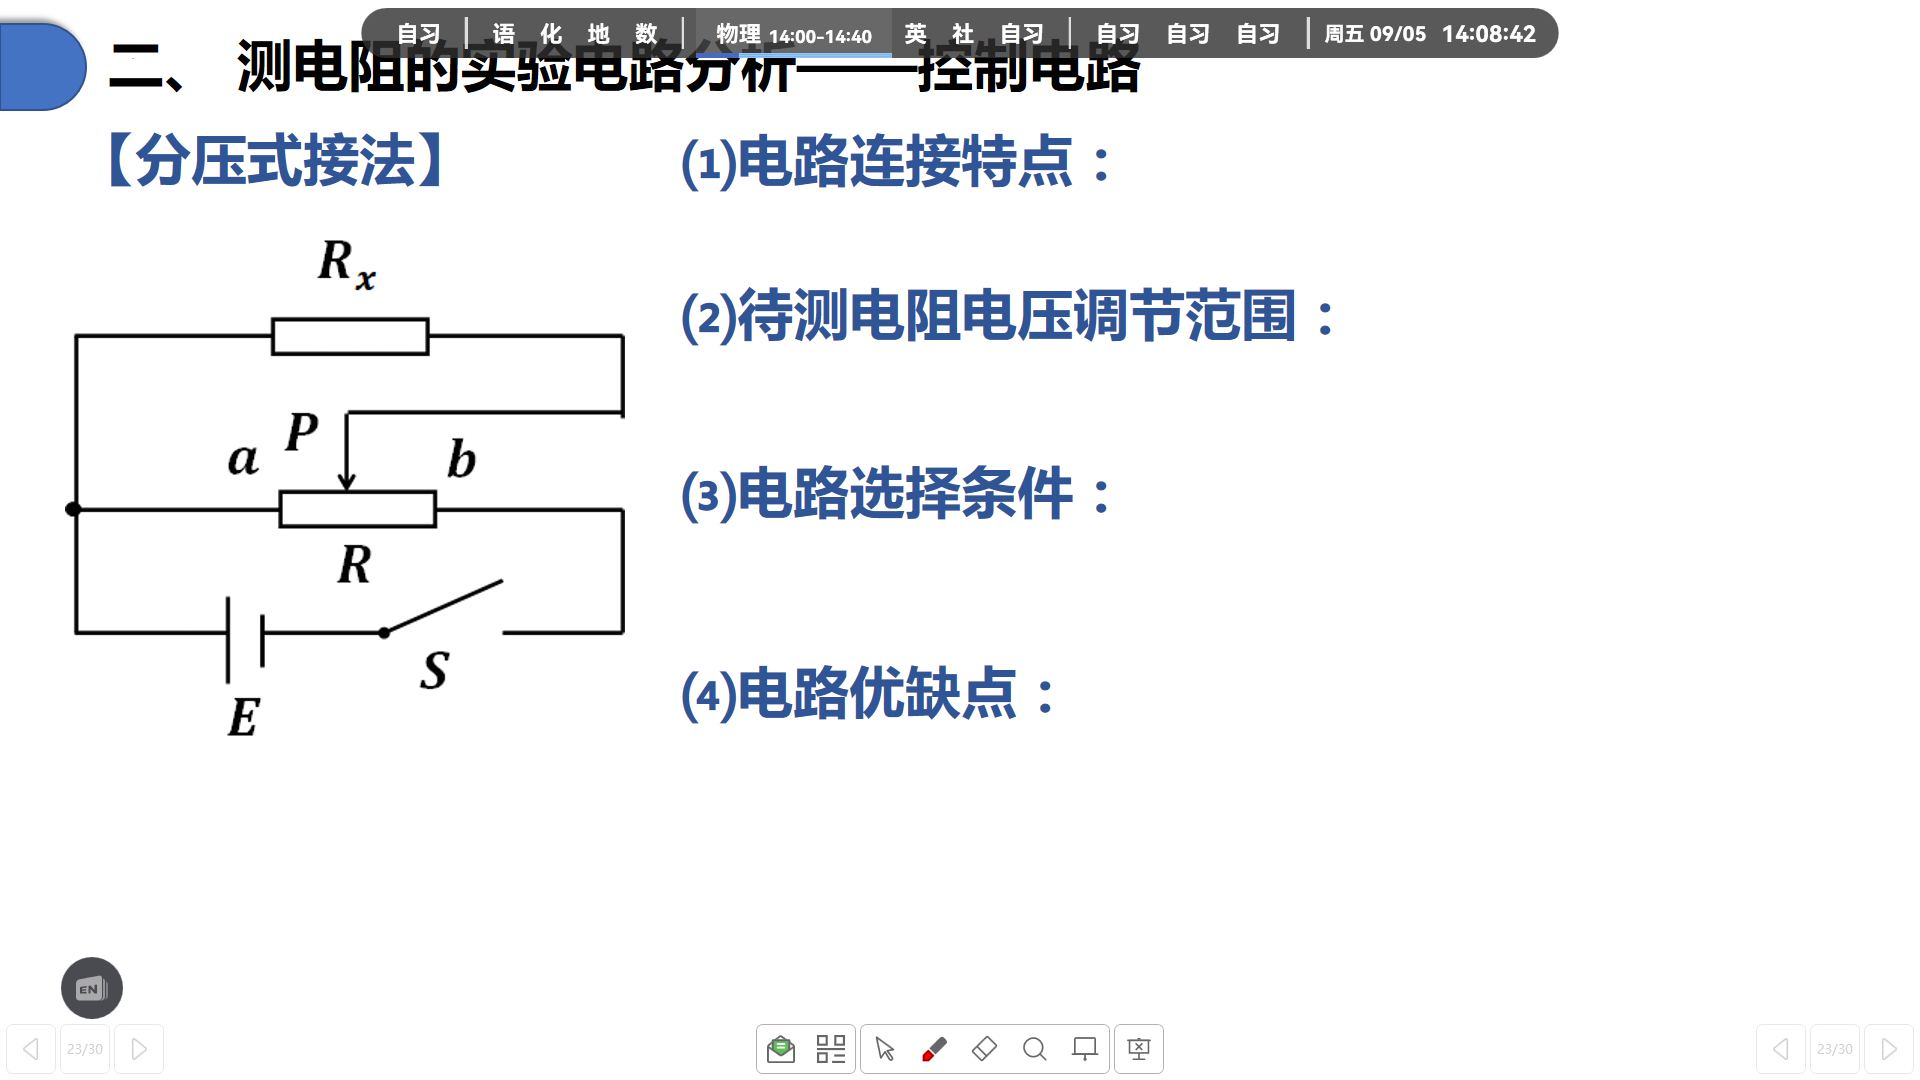 自习 语 化 地 数 物理 14:00-14:40 英 社 自习 自习 自习 自习 周五 09/05 14:08:42
二、 测电阻的实验电路分析——控制电路
【分压式接法】
(1)电路连接特点：
Rx
(2)待测电阻电压调节范围：
P
a
b
(3)电路选择条件：
R
S
(4)电路优缺点：
E
EN
23/30
23/30